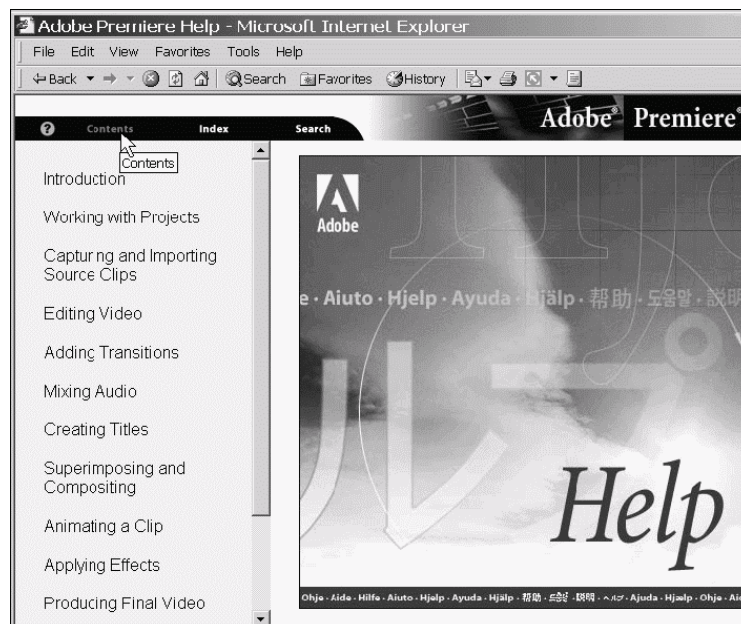 Adobe Premiere Help - Microsoft Internet Explorer
File Edit View Favorites Tools Help
Back Search Favorites History
Adobe® Premiere®
? Contents Index Search
Contents
Introduction
Working with Projects
Capturing and Importing
Source Clips
Editing Video
Adding Transitions
Mixing Audio
Creating Titles
Superimposing and
Compositing
Animating a Clip
Applying Effects
Producing Final Video
Adobe
e · Aiuto · Hjelp · Ayuda · Hjälp · 帮助 · 도움말 · 説明
ルプ
Help
Ohje · Aide · Hilfe · Aiuto · Hjelp · Ayuda · Hjälp · 帮助 · 도움말 · 説明 · ヘルプ · Ajuda · Hjælp · Ohje · Ai